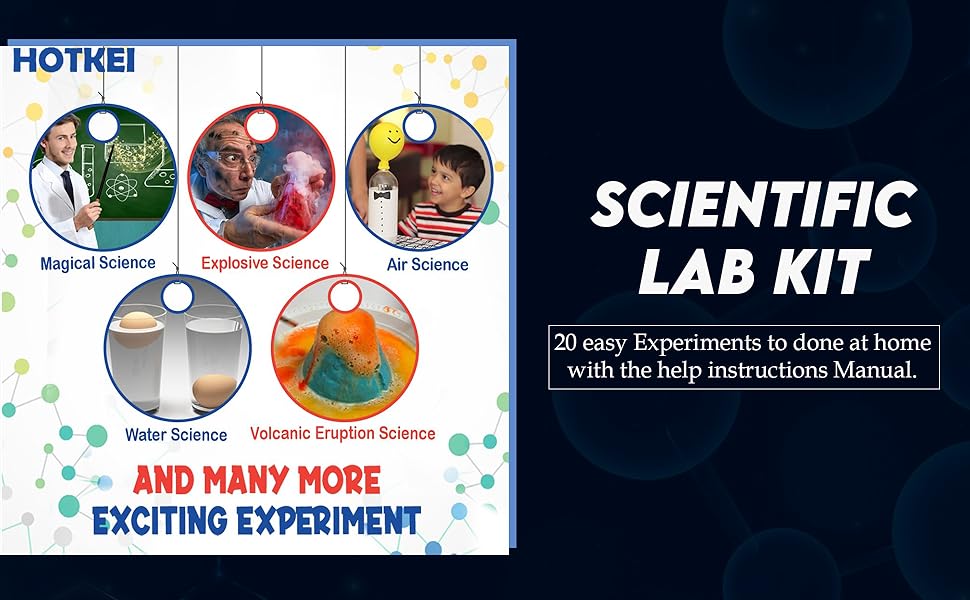 HOTKEI
Magical Science
Explosive Science
Air Science
Water Science
Volcanic Eruption Science
AND MANY MORE
EXCITING EXPERIMENT
SCIENTIFIC
LAB KIT
20 easy Experiments to done at home
with the help instructions Manual.